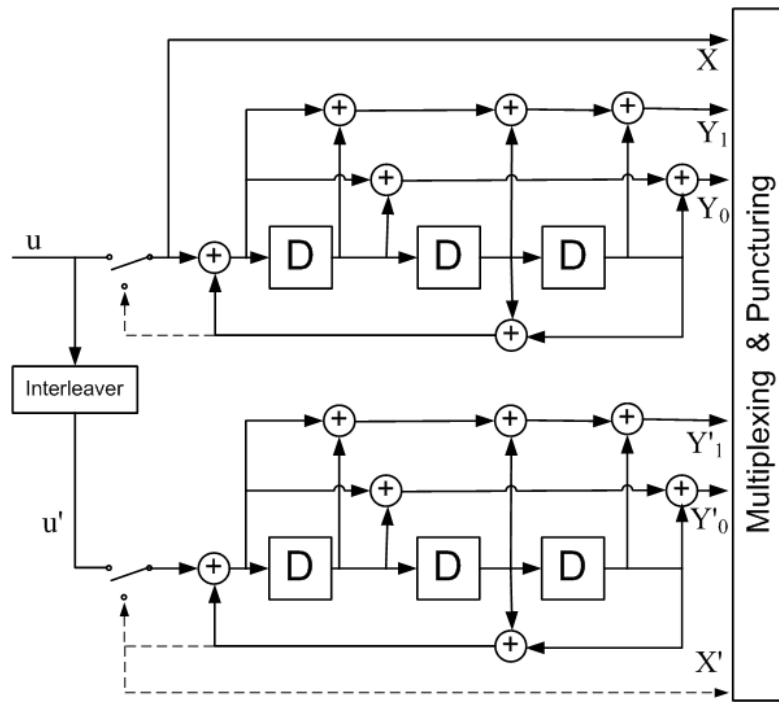 X
Y1
Y0
u
D D D
Interleaver
Y'1
Y'0
u'
D D D
X'
Multiplexing & Puncturing